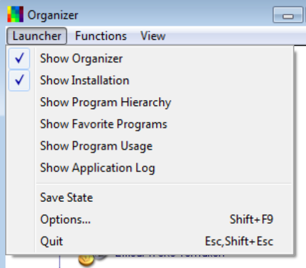 Organizer
Launcher Functions View
Show Organizer
Show Installation
Show Program Hierarchy
Show Favorite Programs
Show Program Usage
Show Application Log
Save State
Options... Shift+F9
Quit Esc,Shift+Esc